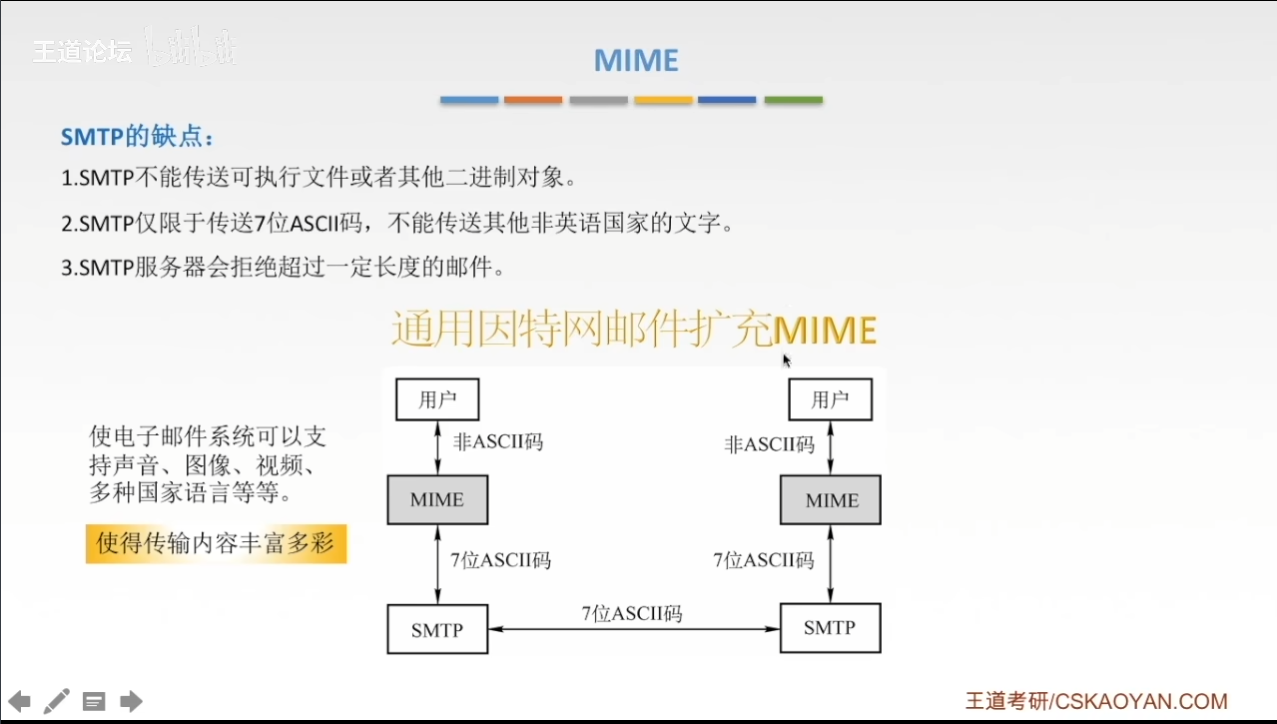 王道论坛 bilibili
MIME
SMTP的缺点：
1.SMTP不能传送可执行文件或者其他二进制对象。
2.SMTP仅限于传送7位ASCII码，不能传送其他非英语国家的文字。
3.SMTP服务器会拒绝超过一定长度的邮件。
通用因特网邮件扩充MIME
用户
用户
非ASCII码
非ASCII码
使电子邮件系统可以支
持声音、图像、视频、
多种国家语言等等。
MIME
MIME
使得传输内容丰富多彩
7位ASCII码
7位ASCII码
7位ASCII码
SMTP
SMTP
王道考研/CSKAOYAN.COM